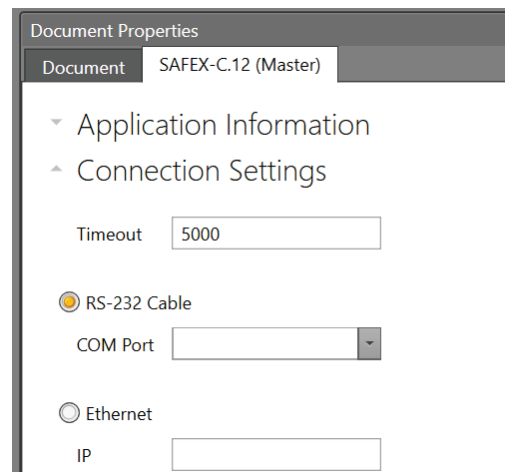 Document Properties
Document SAFEX-C.12 (Master)
Application Information
Connection Settings
Timeout 5000
RS-232 Cable
COM Port
Ethernet
IP